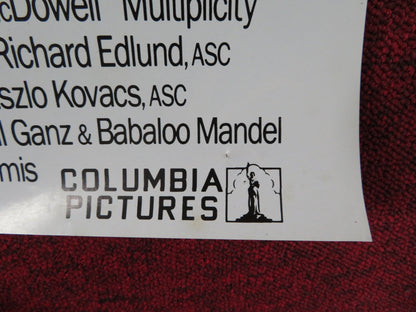 cDowell "Multiplicity
Richard Edlund, ASC
szlo Kovacs, ASC
l Ganz & Babaloo Mandel
mis
COLUMBIA
PICTURES